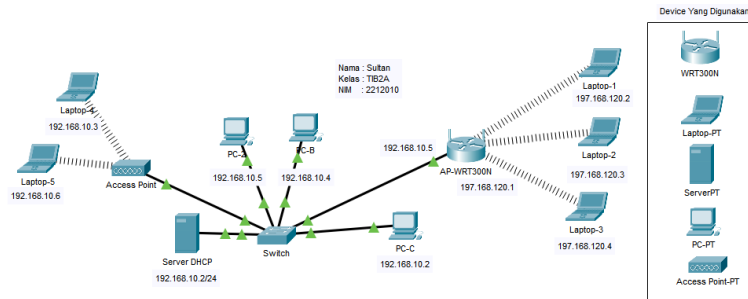 Device Yang Digunakan
Nama : Sultan
Kelas : TIB2A
NIM : 2212010
WRT300N
Laptop-PT
ServerPT
PC-PT
Access Point-PT
Laptop-4
192.168.10.3
Laptop-5
192.168.10.6
Access Point
PC-a
192.168.10.5
PC-B
192.168.10.4
Server DHCP
192.168.10.2/24
Switch
PC-C
192.168.10.2
192.168.10.5
AP-WRT300N
197.168.120.1
Laptop-1
197.168.120.2
Laptop-2
197.168.120.3
Laptop-3
197.168.120.4